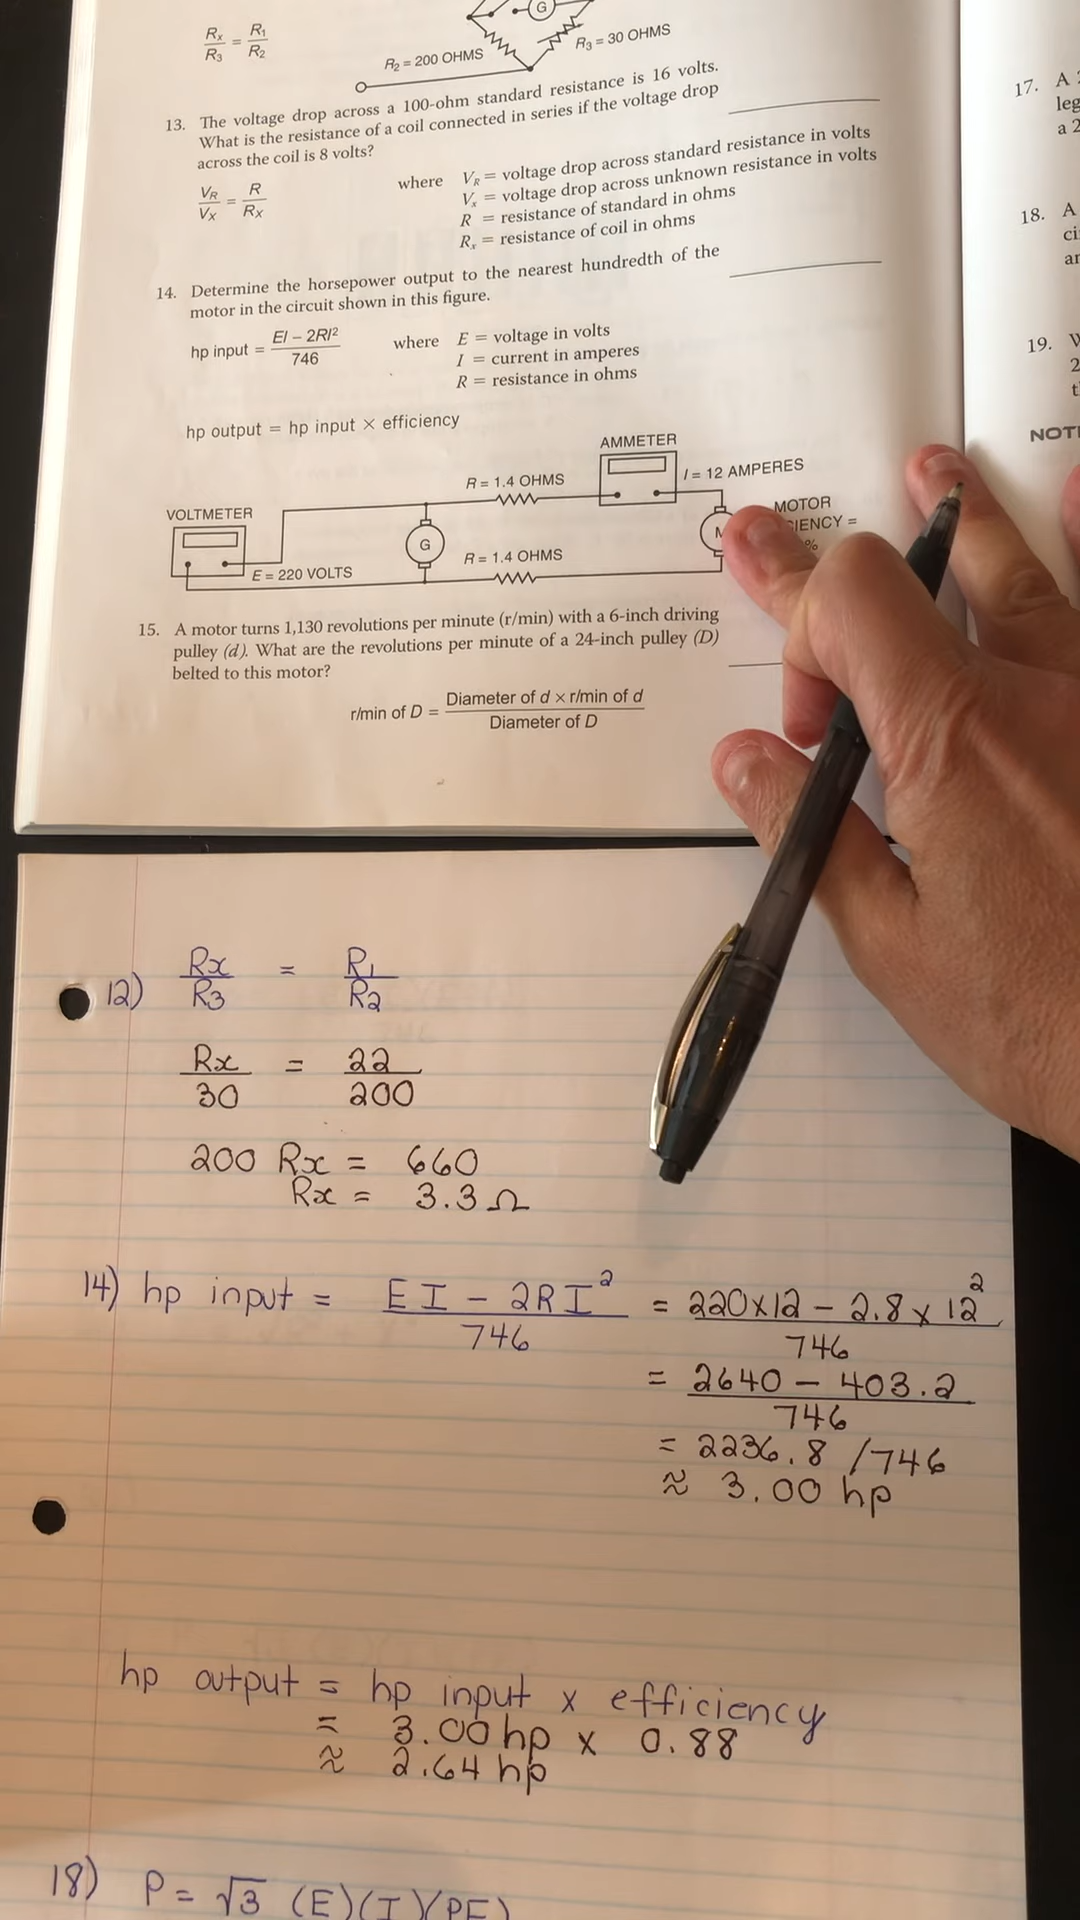 G
Rx/R3 = R1/R2
R2 = 200 OHMS
R3 = 30 OHMS
13. The voltage drop across a 100-ohm standard resistance is 16 volts.
What is the resistance of a coil connected in series if the voltage drop
across the coil is 8 volts?
VR/VX = R/RX
where VR = voltage drop across standard resistance in volts
Vx = voltage drop across unknown resistance in volts
R = resistance of standard in ohms
Rx = resistance of coil in ohms
14. Determine the horsepower output to the nearest hundredth of the
motor in the circuit shown in this figure.
hp input = EI – 2RI²/746
where E = voltage in volts
I = current in amperes
R = resistance in ohms
hp output = hp input × efficiency
AMMETER
R = 1.4 OHMS
I = 12 AMPERES
VOLTMETER
MOTOR
CIENCY =
%
G
M
R = 1.4 OHMS
E = 220 VOLTS
15. A motor turns 1,130 revolutions per minute (r/min) with a 6-inch driving
pulley (d). What are the revolutions per minute of a 24-inch pulley (D)
belted to this motor?
r/min of D = Diameter of d × r/min of d/Diameter of D
17. A
leg
a 2
18. A
ci
ar
19.
2
t
NOT
12) Rx/R3 = R1/R2
Rx/30 = 22/200
200 Rx = 660
Rx = 3.3 Ω
14) hp input = EI - 2RI²/746 = 220x12 - 2.8 x 12²/746
= 2640 - 403.2/746
= 2236.8 /746
≈ 3.00 hp
hp output = hp input x efficiency
= 3.00 hp x 0.88
≈ 2.64 hp
18) P = √3 (E)(I)(PF)